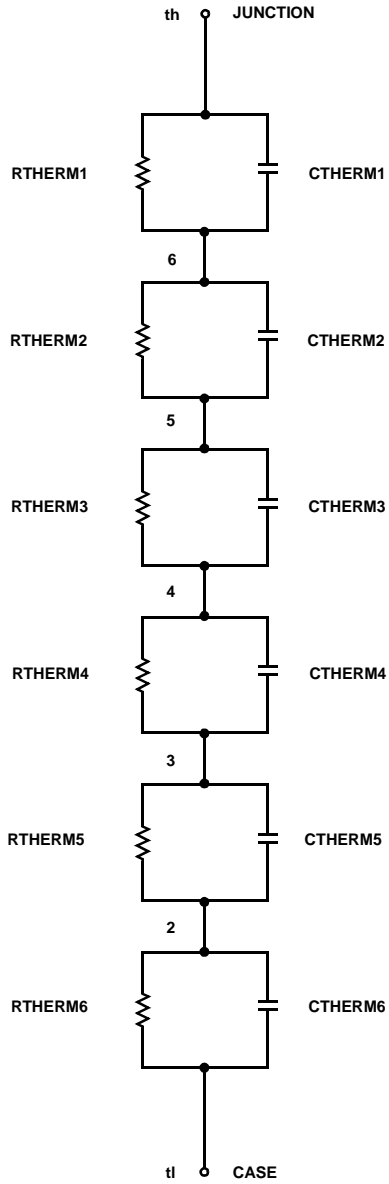 th JUNCTION
RTHERM1 CTHERM1
6
RTHERM2 CTHERM2
5
RTHERM3 CTHERM3
4
RTHERM4 CTHERM4
3
RTHERM5 CTHERM5
2
RTHERM6 CTHERM6
tl CASE